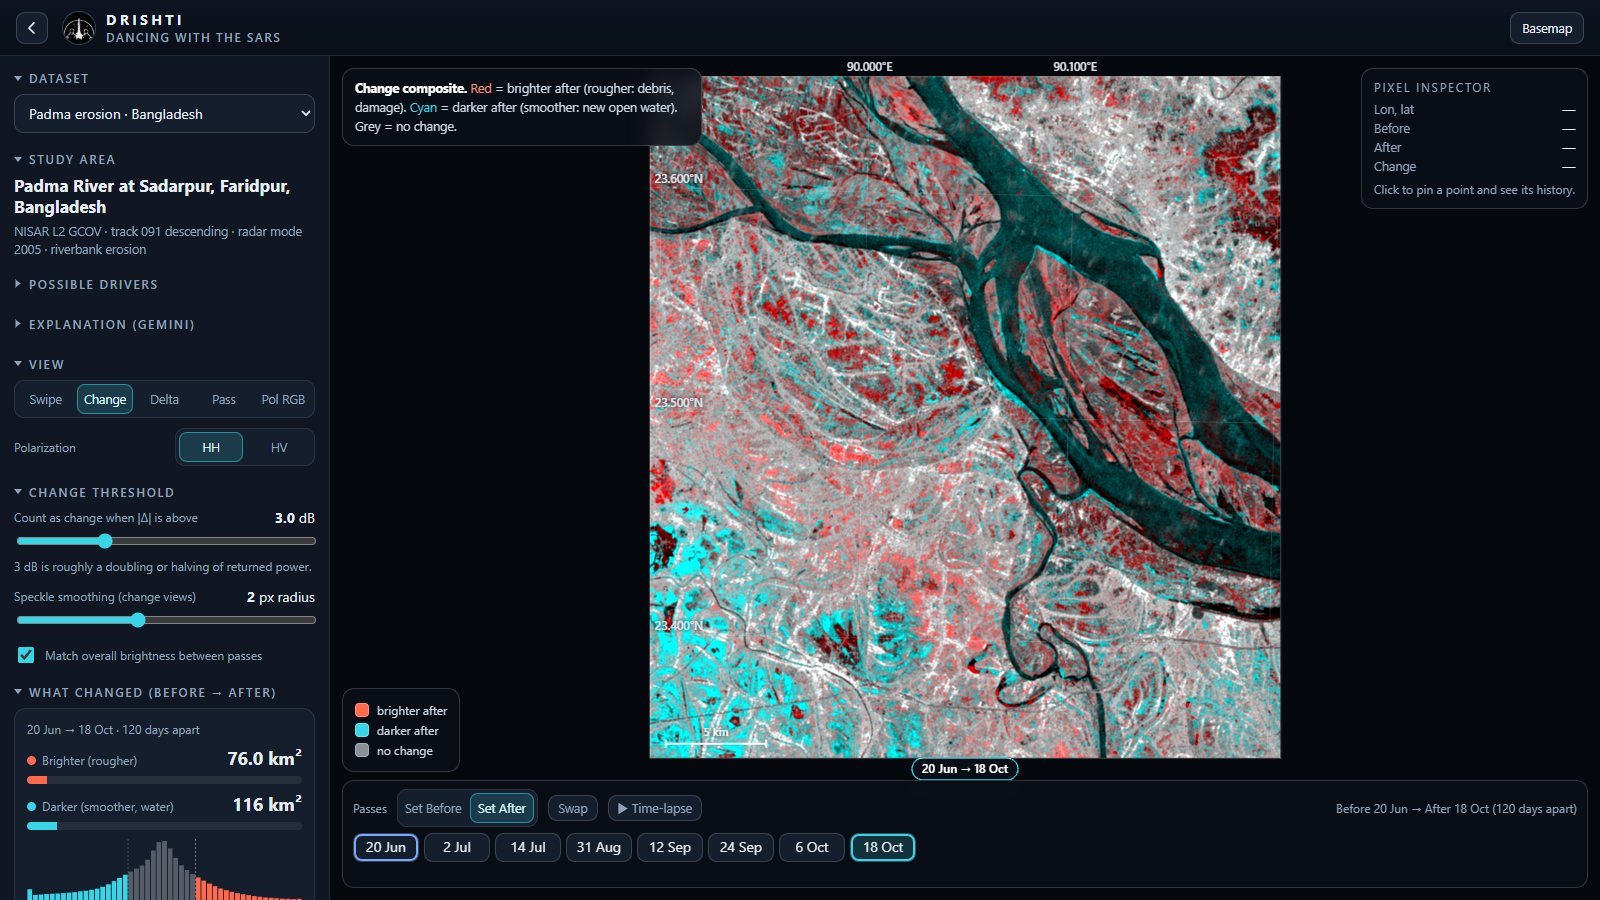 DRISHTI
DANCING WITH THE SARS
Basemap
DATASET
Padma erosion · Bangladesh
STUDY AREA
Padma River at Sadarpur, Faridpur,
Bangladesh
NISAR L2 GCOV · track 091 descending · radar mode
2005 · riverbank erosion
POSSIBLE DRIVERS
EXPLANATION (GEMINI)
VIEW
Swipe Change Delta Pass Pol RGB
Polarization HH HV
CHANGE THRESHOLD
Count as change when |Δ| is above 3.0 dB
3 dB is roughly a doubling or halving of returned power.
Speckle smoothing (change views) 2 px radius
Match overall brightness between passes
WHAT CHANGED (BEFORE → AFTER)
20 Jun → 18 Oct · 120 days apart
Brighter (rougher) 76.0 km²
Darker (smoother, water) 116 km²
90.000°E 90.100°E
Change composite. Red = brighter after (rougher: debris,
damage). Cyan = darker after (smoother: new open water).
Grey = no change.
23.600°N
23.500°N
23.400°N
5 km
brighter after
darker after
no change
20 Jun → 18 Oct
PIXEL INSPECTOR
Lon, lat —
Before —
After —
Change —
Click to pin a point and see its history.
Passes Set Before Set After Swap ▶ Time-lapse Before 20 Jun → After 18 Oct (120 days apart)
20 Jun 2 Jul 14 Jul 31 Aug 12 Sep 24 Sep 6 Oct 18 Oct